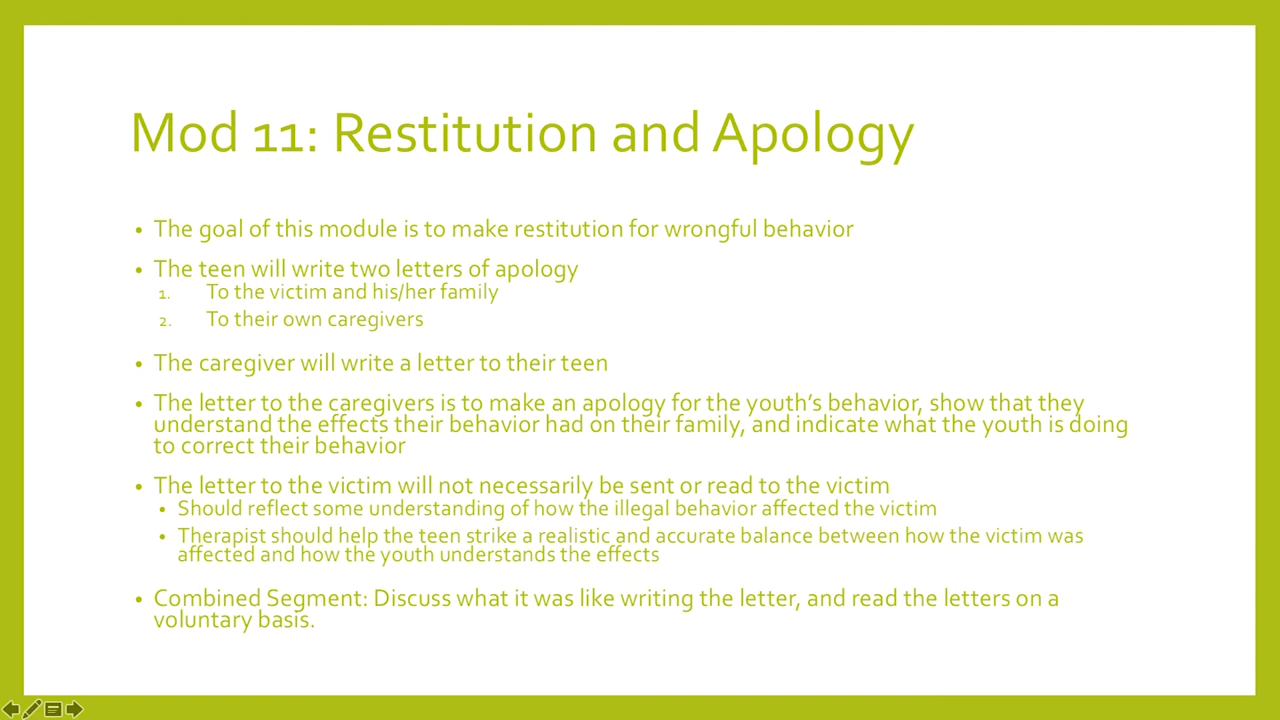 Mod 11: Restitution and Apology
• The goal of this module is to make restitution for wrongful behavior
• The teen will write two letters of apology
1. To the victim and his/her family
2. To their own caregivers
• The caregiver will write a letter to their teen
• The letter to the caregivers is to make an apology for the youth’s behavior, show that they
understand the effects their behavior had on their family, and indicate what the youth is doing
to correct their behavior
• The letter to the victim will not necessarily be sent or read to the victim
• Should reflect some understanding of how the illegal behavior affected the victim
• Therapist should help the teen strike a realistic and accurate balance between how the victim was
affected and how the youth understands the effects
• Combined Segment: Discuss what it was like writing the letter, and read the letters on a
voluntary basis.